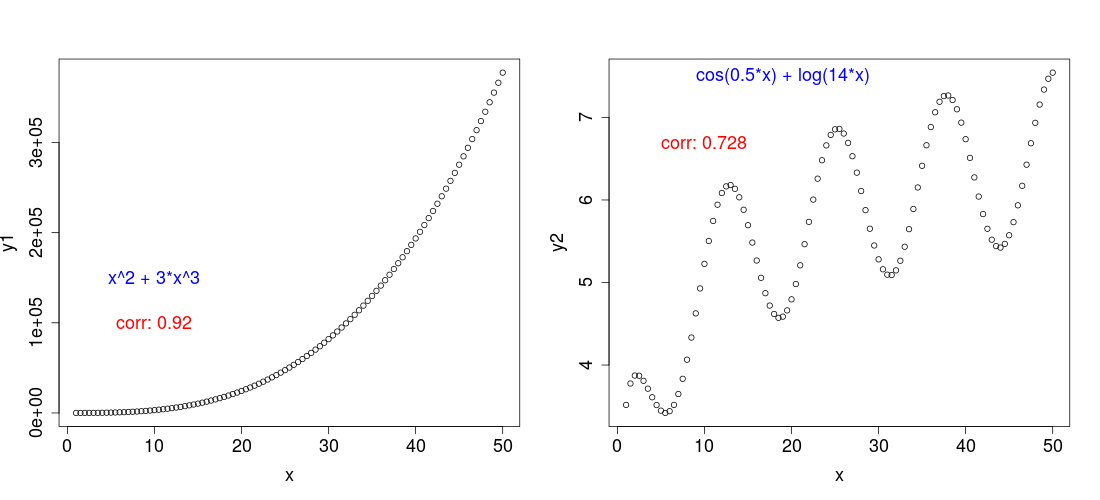 x^2 + 3*x^3
corr: 0.92
y1
0e+00
1e+05
2e+05
3e+05
0 10 20 30 40 50
x
cos(0.5*x) + log(14*x)
corr: 0.728
y2
4
5
6
7
0 10 20 30 40 50
x